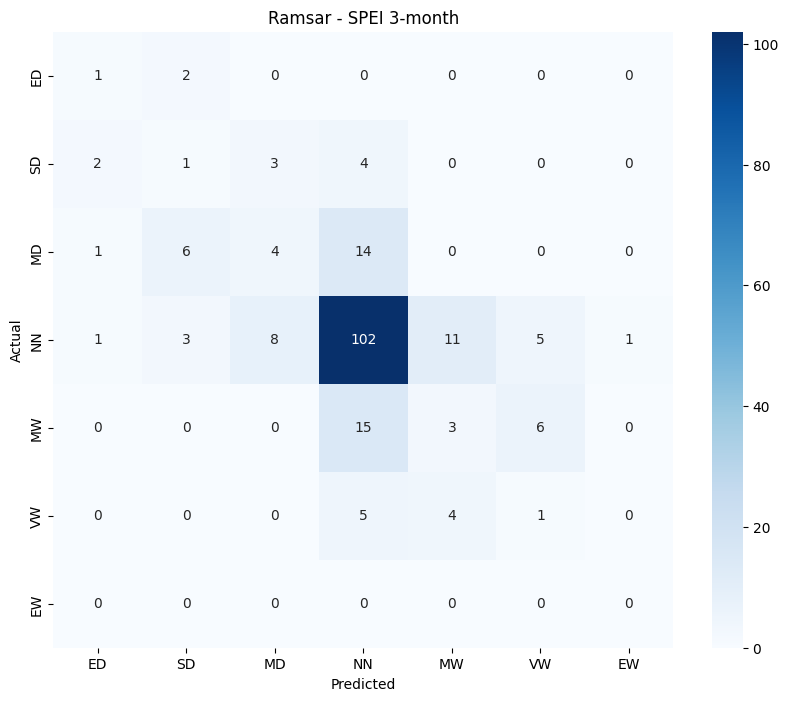 Ramsar - SPEI 3-month
ED 1 2 0 0 0 0 0
SD 2 1 3 4 0 0 0
MD 1 6 4 14 0 0 0
NN 1 3 8 102 11 5 1
MW 0 0 0 15 3 6 0
VW 0 0 0 5 4 1 0
EW 0 0 0 0 0 0 0
ED SD MD NN MW VW EW
Predicted
Actual
100
80
60
40
20
0